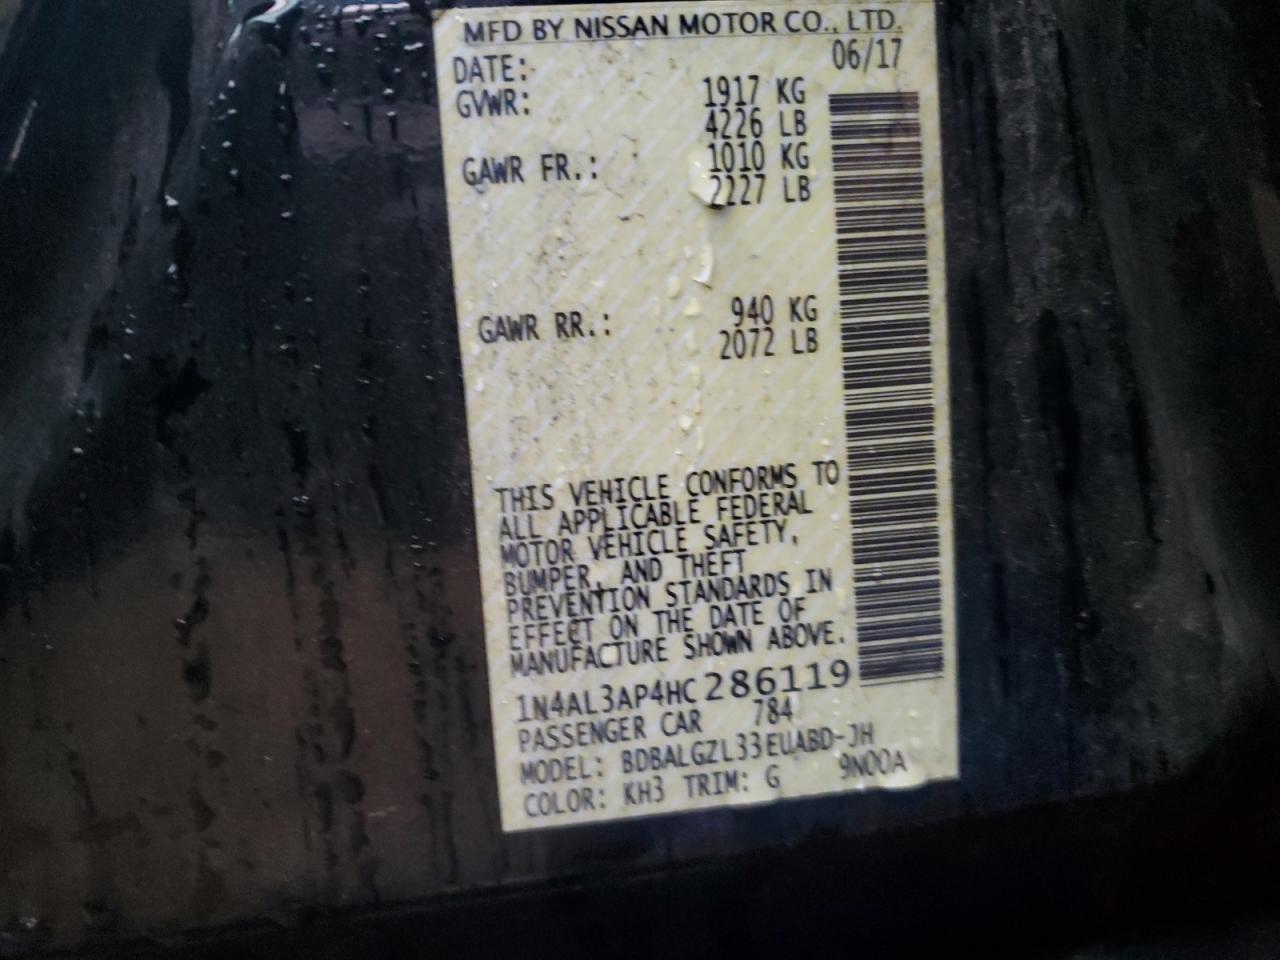 MFD BY NISSAN MOTOR CO., LTD.
DATE: 06/17
GVWR: 1917 KG
4226 LB
GAWR FR.: 1010 KG
2227 LB
GAWR RR.: 940 KG
2072 LB
THIS VEHICLE CONFORMS TO
ALL APPLICABLE FEDERAL
MOTOR VEHICLE SAFETY,
BUMPER, AND THEFT
PREVENTION STANDARDS IN
EFFECT ON THE DATE OF
MANUFACTURE SHOWN ABOVE.
1N4AL3AP4HC286119
PASSENGER CAR 784
MODEL: BDBALGZL33EUABD-JH
COLOR: KH3 TRIM: G 9N00A